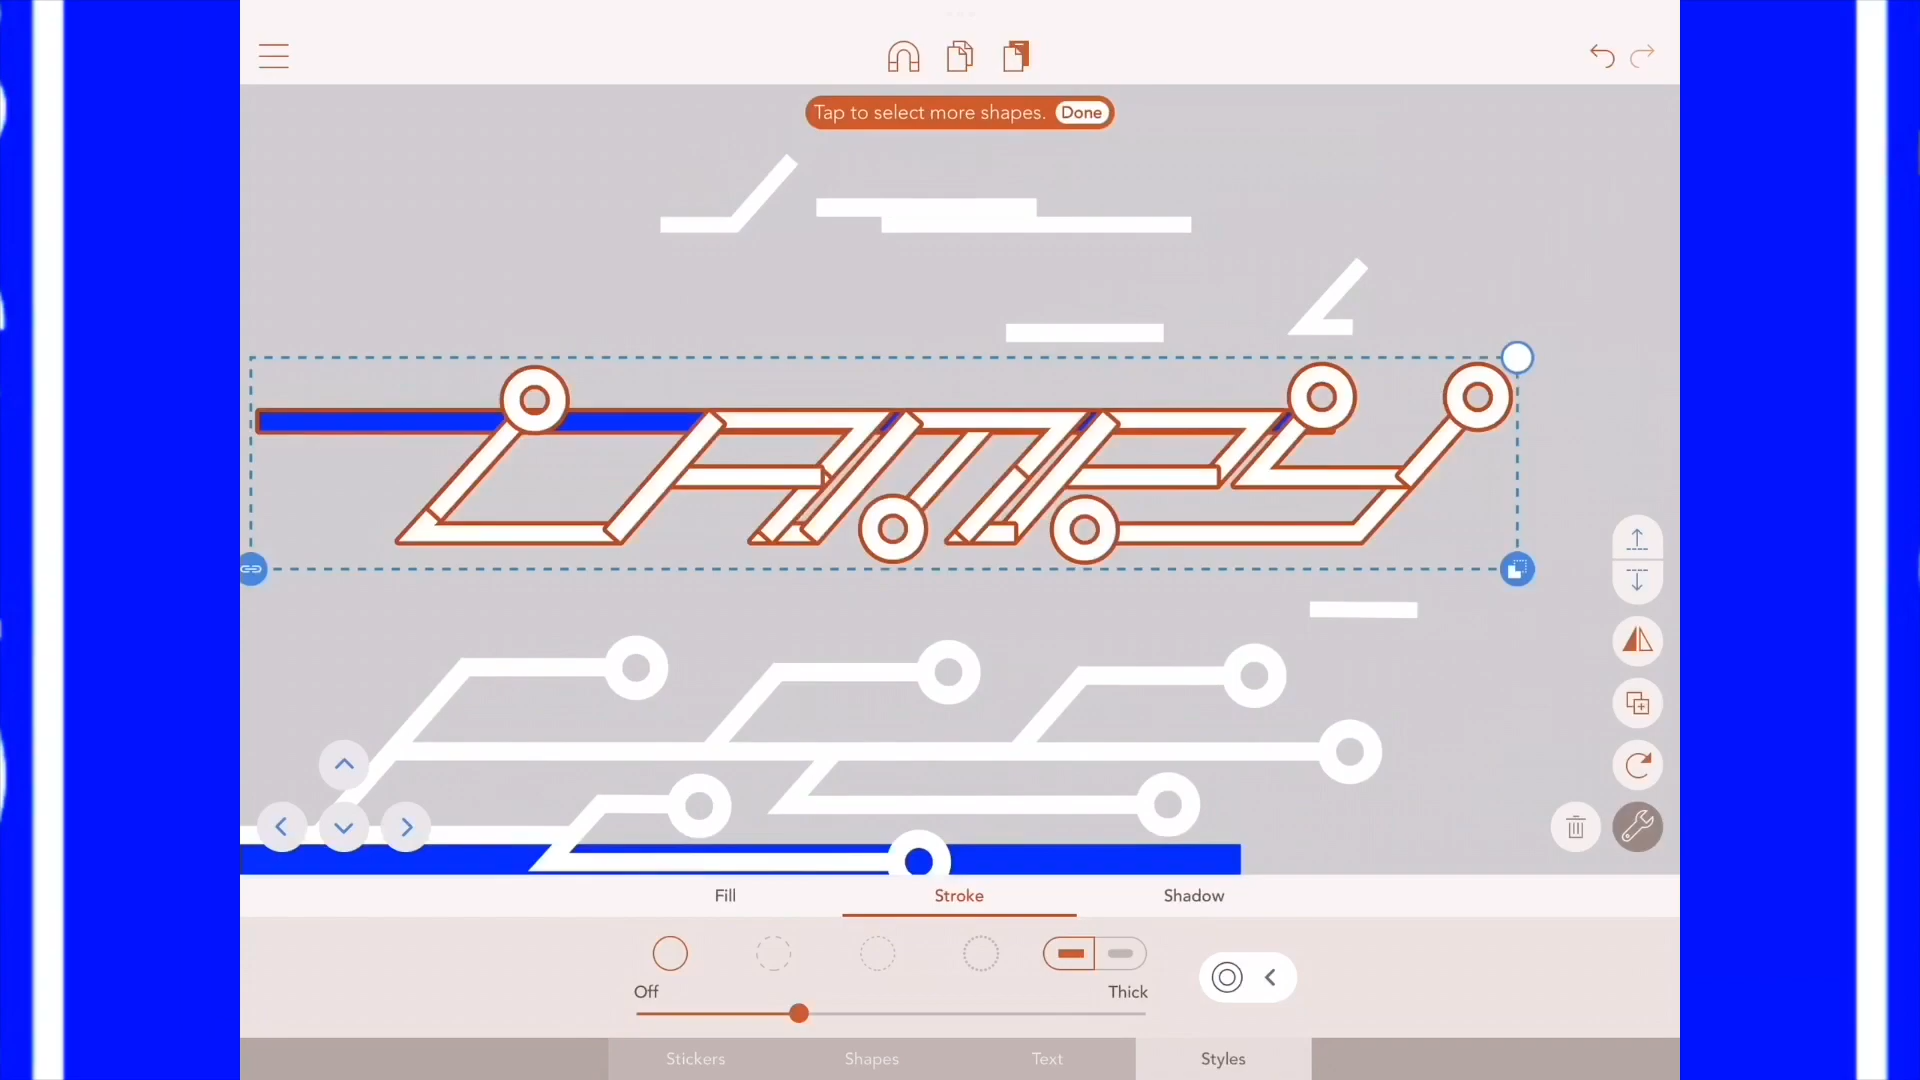 Tap to select more shapes. Done
Fill Stroke Shadow
Off Thick
Stickers Shapes Text Styles